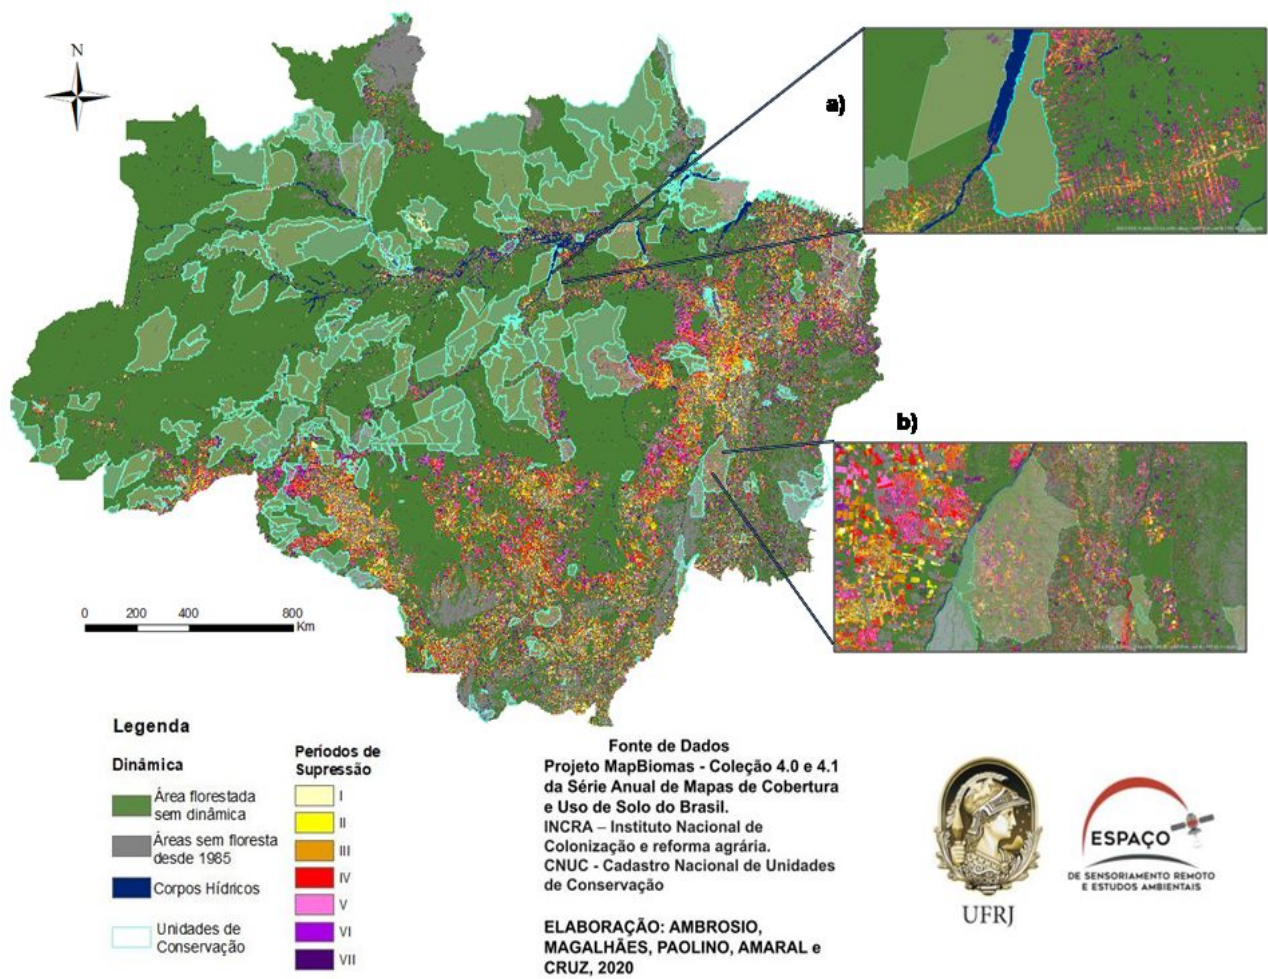 N
a)
b)
0 200 400 800
Km
Legenda
Dinâmica
Área florestada
sem dinâmica
Áreas sem floresta
desde 1985
Corpos Hídricos
Unidades de
Conservação
Períodos de
Supressão
I
II
III
IV
V
VI
VII
Fonte de Dados
Projeto MapBiomas - Coleção 4.0 e 4.1
da Série Anual de Mapas de Cobertura
e Uso de Solo do Brasil.
INCRA – Instituto Nacional de
Colonização e reforma agrária.
CNUC - Cadastro Nacional de Unidades
de Conservação
ELABORAÇÃO: AMBROSIO,
MAGALHÃES, PAOLINO, AMARAL e
CRUZ, 2020
UFRJ
ESPAÇO
DE SENSORIAMENTO REMOTO
E ESTUDOS AMBIENTAIS